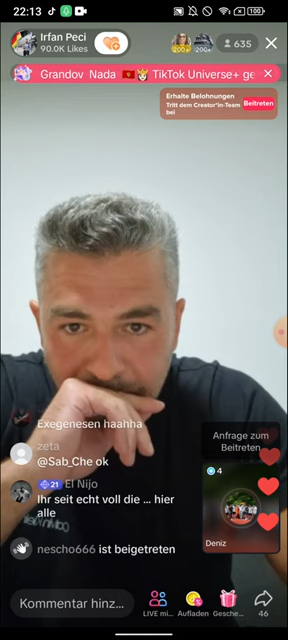 22:13
100
Irfan Peci
90.0K Likes
200+
200+
635
Grandov Nada TikTok Universe+ ge
Erhalte Belohnungen
Tritt dem Creator*in-Team
bei
Beitreten
Exegenesen haahha
zeta
@Sab_Che ok
21 El Nijo
Ihr seit echt voll die ... hier
alle
nescho666 ist beigetreten
Anfrage zum
Beitreten
4
Deniz
Kommentar hinz...
LIVE mi...
Aufladen
Gesche...
46